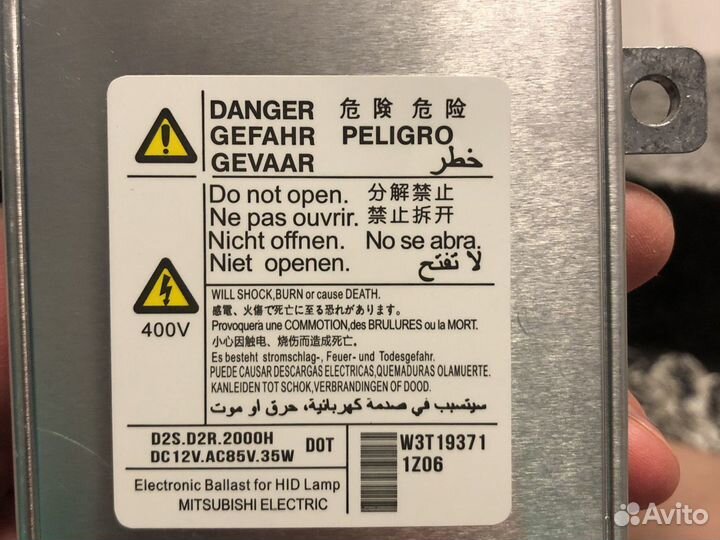 DANGER 危険 危险
GEFAHR PELIGRO
GEVAAR خطر
Do not open. 分解禁止
Ne pas ouvrir. 禁止拆开
Nicht offnen. No se abra.
Niet openen. لا تفتح
400V
WILL SHOCK,BURN or cause DEATH.
感電、火傷で死亡に至る恐れがあります。
Provoquera une COMMOTION,des BRULURES ou la MORT.
小心因触电、烧伤而造成死亡。
Es besteht stromschlag-, Feuer- und Todesgefahr.
PUEDE CAUSAR DESCARGAS ELECTRICAS,QUEMADURAS OLAMUERTE.
KANLEIDEN TOT SCHOK,VERBRANDINGEN OF DOOD.
سيتسبب في صدمة كهربائية، حرق او موت
D2S.D2R.2000H DOT
DC12V.AC85V.35W
W3T19371
1Z06
Electronic Ballast for HID Lamp
MITSUBISHI ELECTRIC
Avito